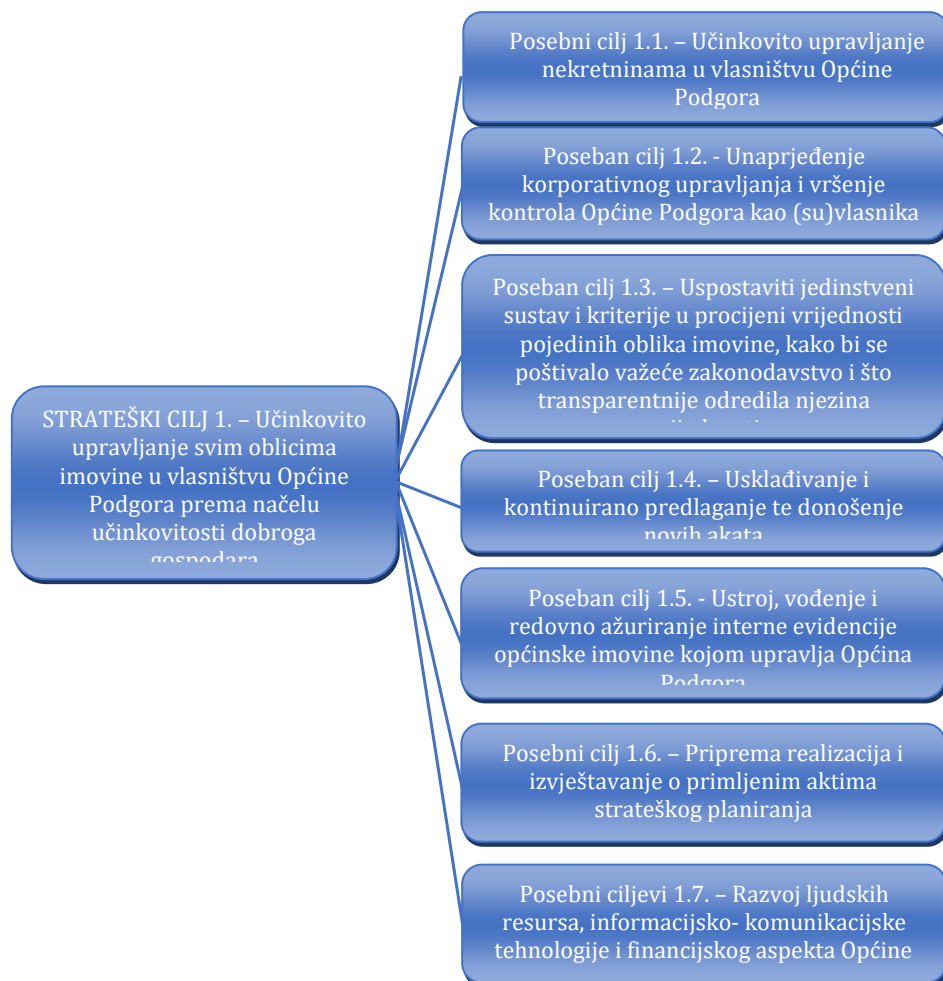 Posebni cilj 1.1. – Učinkovito upravljanje
nekretninama u vlasništvu Općine
Podgora
Poseban cilj 1.2. - Unaprjeđenje
korporativnog upravljanja i vršenje
kontrola Općine Podgora kao (su)vlasnika
Poseban cilj 1.3. – Uspostaviti jedinstveni
sustav i kriterije u procijeni vrijednosti
pojedinih oblika imovine, kako bi se
poštivalo važeće zakonodavstvo i što
transparentnije odredila njezina
STRATEŠKI CILJ 1. – Učinkovito
upravljanje svim oblicima
imovine u vlasništvu Općine
Podgora prema načelu
učinkovitosti dobroga
gospodara
Poseban cilj 1.4. – Usklađivanje i
kontinuirano predlaganje te donošenje
novih akata
Poseban cilj 1.5. - Ustroj, vođenje i
redovno ažuriranje interne evidencije
općinske imovine kojom upravlja Općina
Podgora
Posebni cilj 1.6. – Priprema realizacija i
izvještavanje o primljenim aktima
strateškog planiranja
Posebni ciljevi 1.7. – Razvoj ljudskih
resursa, informacijsko- komunikacijske
tehnologije i financijskog aspekta Općine